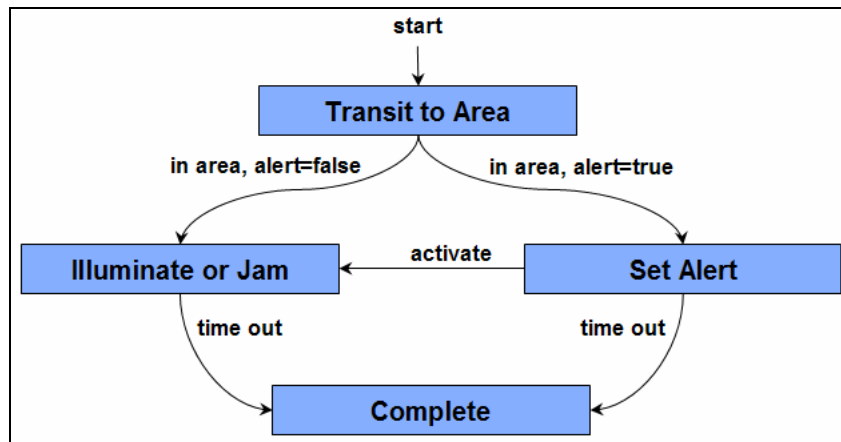 start
Transit to Area
in area, alert=false
in area, alert=true
Illuminate or Jam
activate
Set Alert
time out
time out
Complete